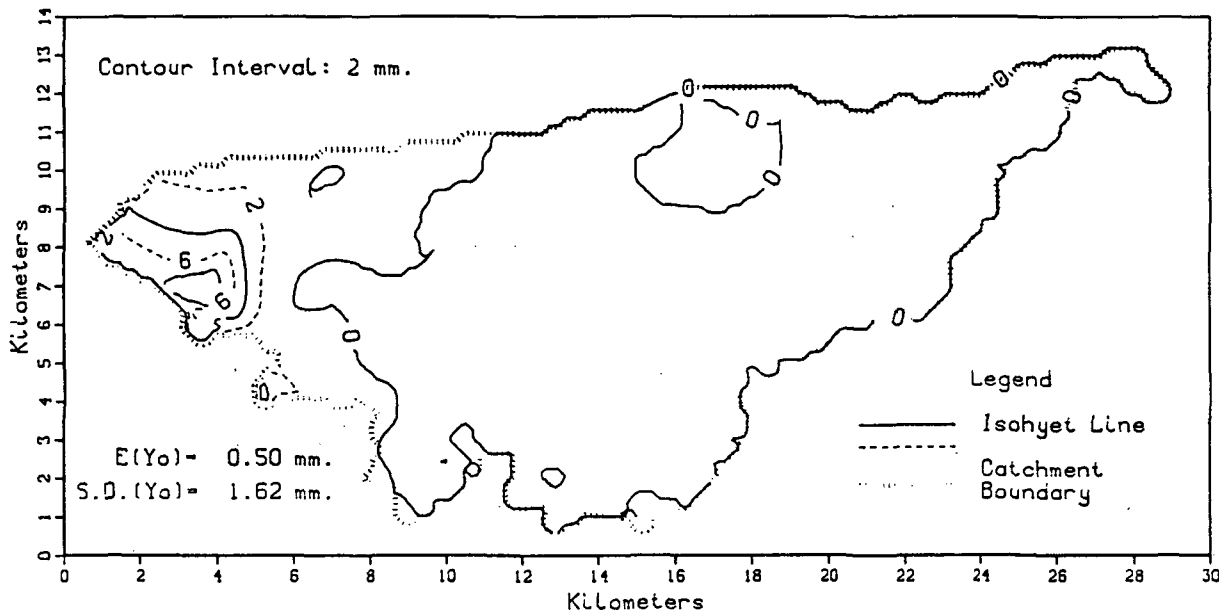 Contour Interval: 2 mm.
14
13
12
11
10
9
8
7
6
5
4
3
2
1
0
Kilometers
0
0
0
0
0
0
0
2
2
6
6
0
Legend
Isohyet Line
Catchment
Boundary
E(Yo)= 0.50 mm.
S.D.(Yo)= 1.62 mm.
0 2 4 6 8 10 12 14 16 18 20 22 24 26 28 30
Kilometers